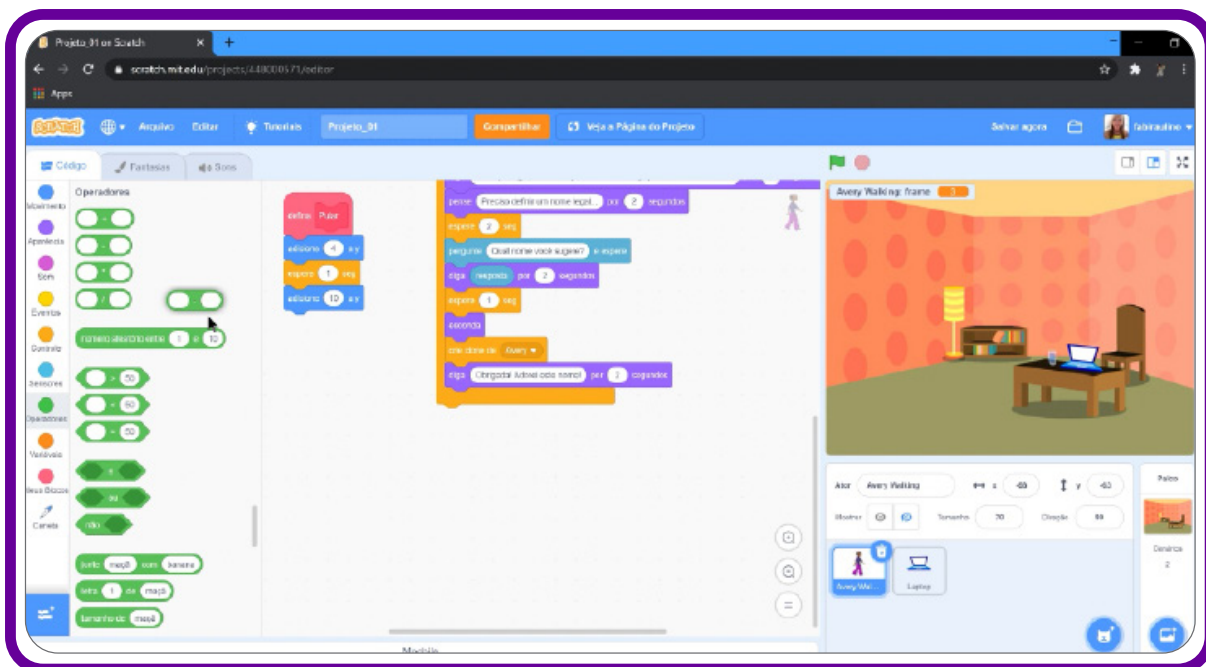 Projeto_01 on Scratch
scratch.mit.edu/projects/448000571/editor
Apps
SCRATCH
Arquivo
Editar
Tutoriais
Projeto_01
Compartilhar
Veja a Página do Projeto
Salvar agora
fabiraulino
Código
Fantasias
Sons
Movimento
Aparência
Som
Eventos
Controle
Sensores
Operadores
Variáveis
Meus Blocos
Caneta
Operadores
número aleatório entre 1 e 10
50
50
50
e
ou
não
junte maçã com banana
letra 1 de maçã
tamanho de maçã
defina Pular
adicione 4 a y
espere 1 seg
adicione 10 a y
pense Preciso definir um nome legal... por 2 segundos
espere 2 seg
pergunte Qual nome você sugere? e espere
diga resposta por 2 segundos
espere 1 seg
esconda
crie clone de Avery
diga Obrigada! Adorei este nome! por 2 segundos
Avery Walking: frame
Ator Avery Walking
x
y
Mostrar
Tamanho 70
Direção
Avery Wal...
Laptop
Palco
Cenários
2
Mochila